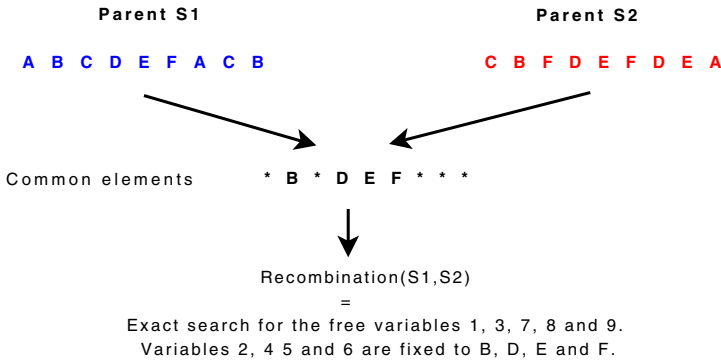 Parent S1
Parent S2
A B C D E F A C B
C B F D E F D E A
Common elements * B * D E F * * *
Recombination(S1,S2)
=
Exact search for the free variables 1, 3, 7, 8 and 9.
Variables 2, 4 5 and 6 are fixed to B, D, E and F.